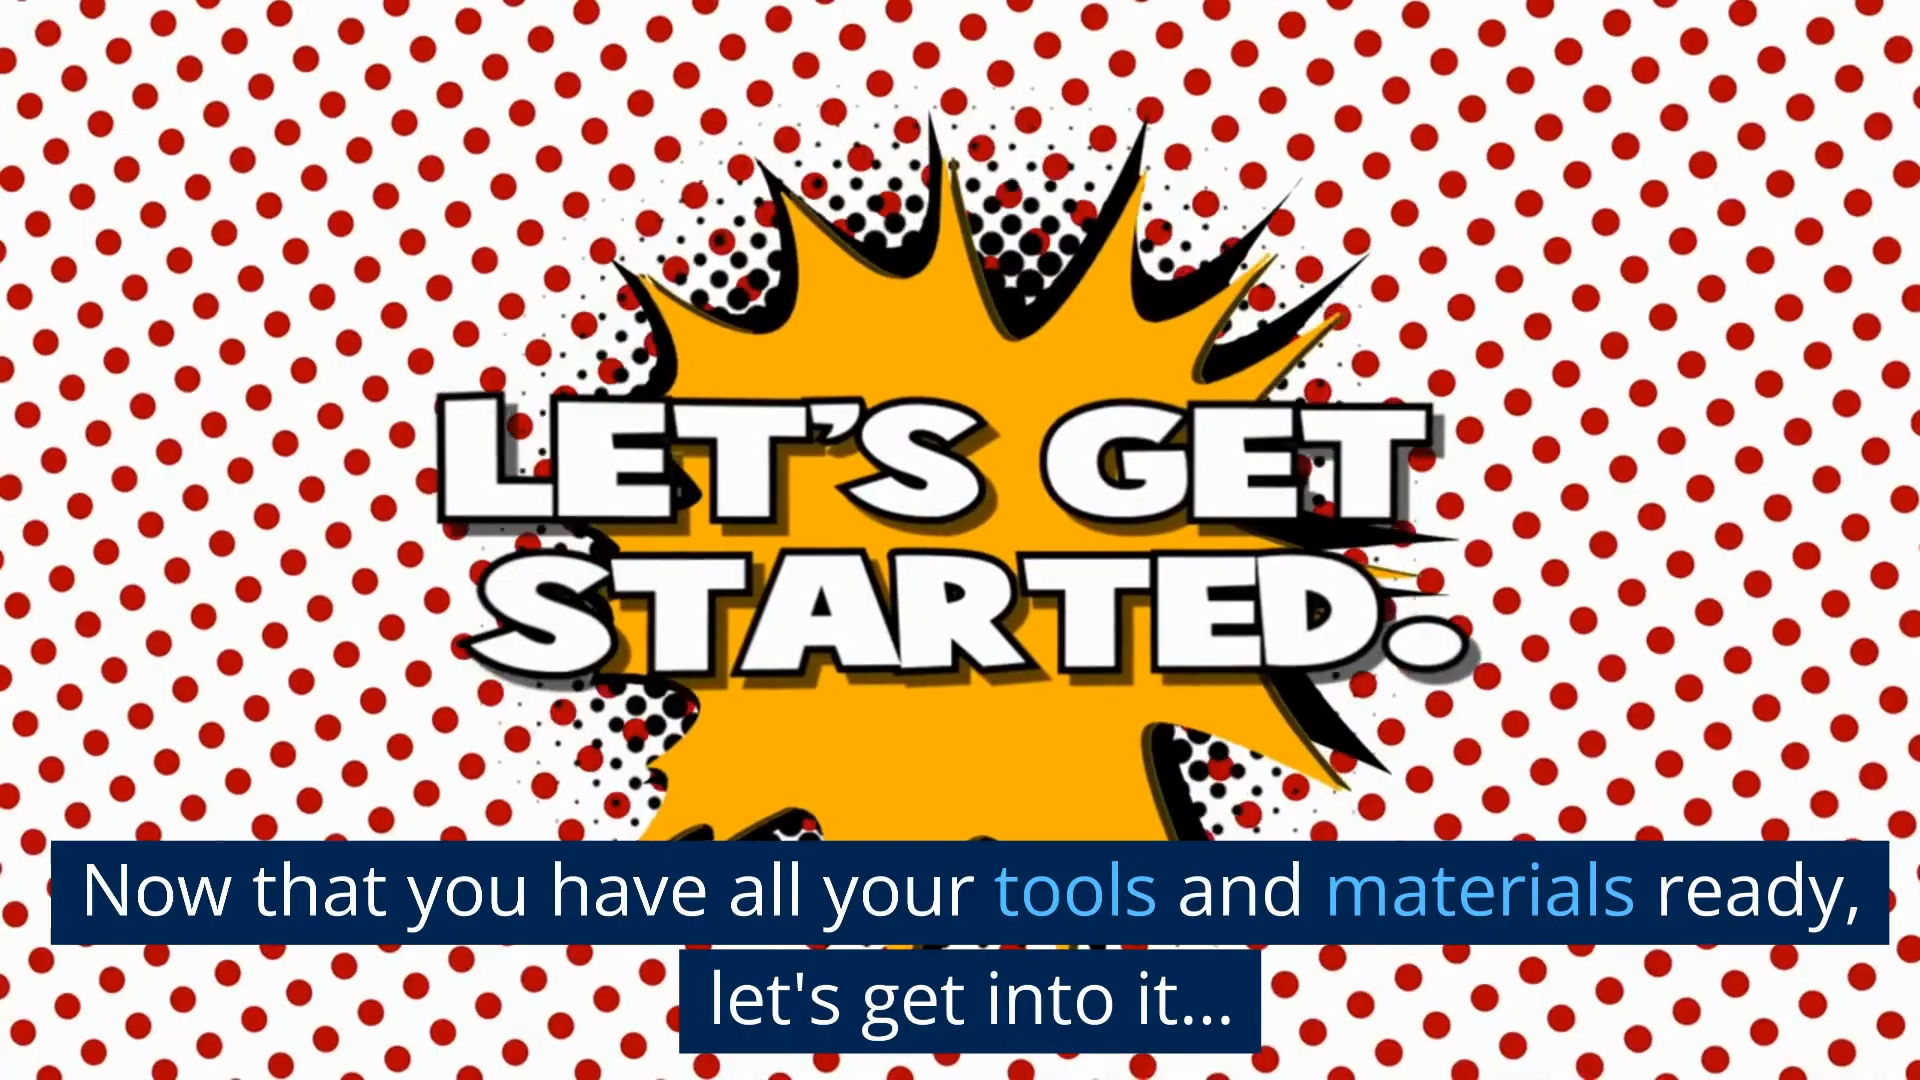 LET'S GET
STARTED.
Now that you have all your tools and materials ready,
let's get into it...